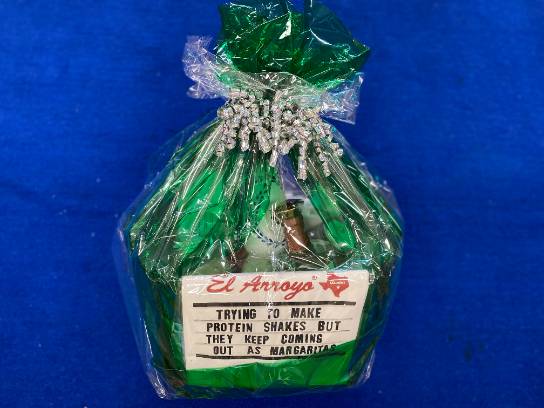 El Arroyo®
TRYING TO MAKE
PROTEIN SHAKES BUT
THEY KEEP COMING
OUT AS MARGARITAS